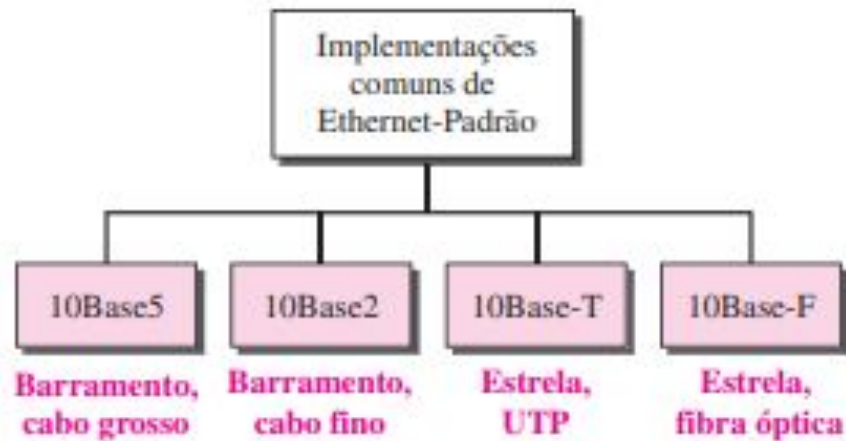 Implementações
comuns de
Ethernet-Padrão
10Base5
10Base2
10Base-T
10Base-F
Barramento,
cabo grosso
Barramento,
cabo fino
Estrela,
UTP
Estrela,
fibra óptica